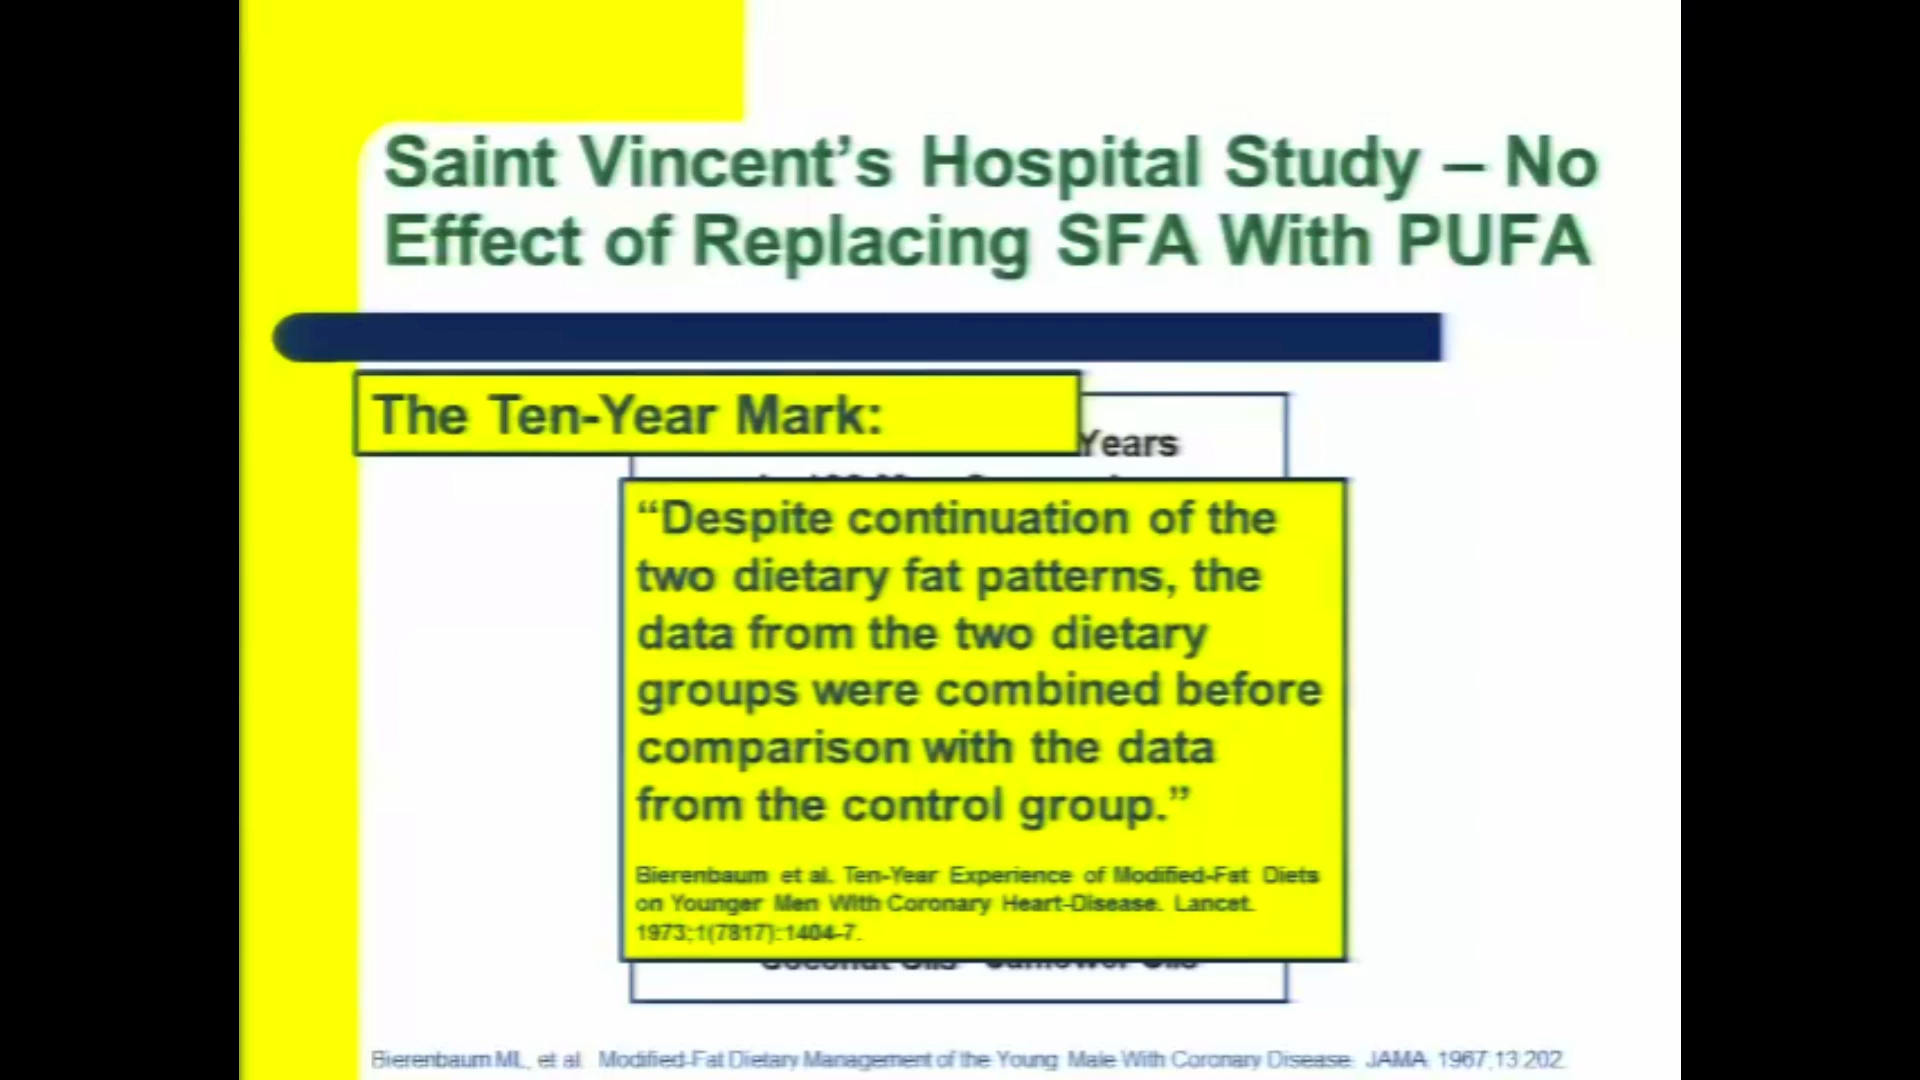 Saint Vincent's Hospital Study – No
Effect of Replacing SFA With PUFA
The Ten-Year Mark:
Years
“Despite continuation of the
two dietary fat patterns, the
data from the two dietary
groups were combined before
comparison with the data
from the control group.”
Bierenbaum et al. Ten-Year Experience of Modified-Fat Diets
on Younger Men With Coronary Heart-Disease. Lancet.
1973;1(7817):1404-7.
Coconut Oils Safflower Oils
Bierenbaum ML, et al. Modified-Fat Dietary Management of the Young Male With Coronary Disease. JAMA. 1967;13:202.